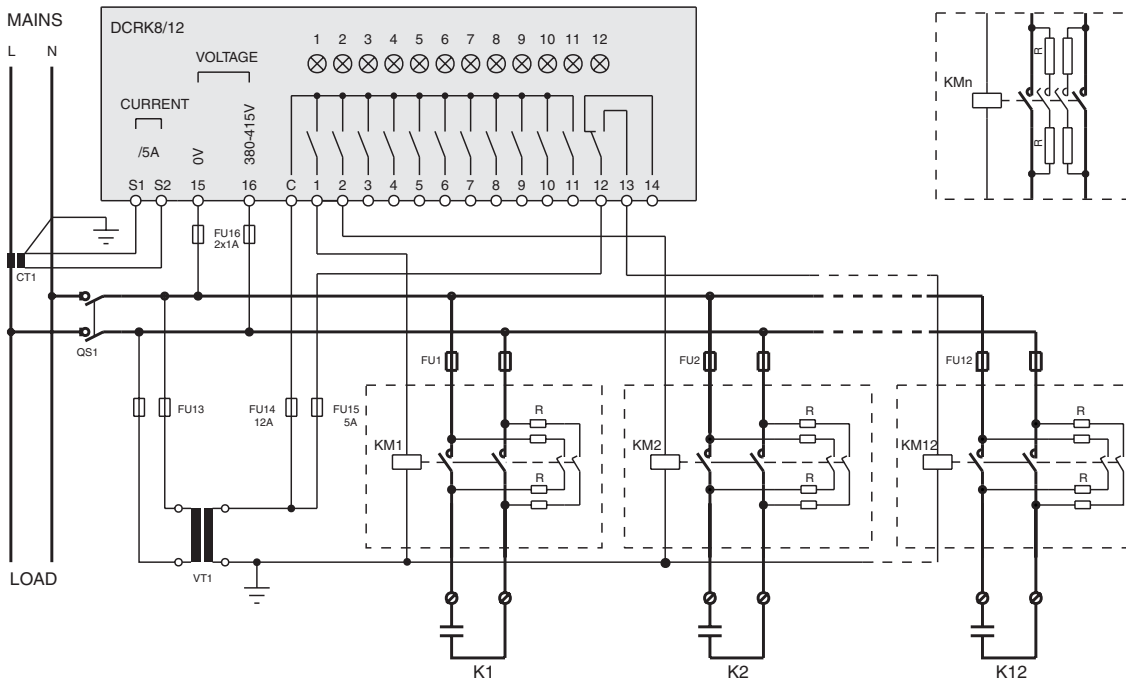 MAINS
L N
DCRK8/12
VOLTAGE
CURRENT
/5A
0V
380-415V
1 2 3 4 5 6 7 8 9 10 11 12
S1 S2 15 16 C 1 2 3 4 5 6 7 8 9 10 11 12 13 14
KMn
R
R
FU16
2x1A
CT1
QS1
FU1
FU2
FU12
FU13
FU14
12A
FU15
5A
KM1
R
R
KM2
R
R
KM12
R
R
VT1
LOAD
K1
K2
K12